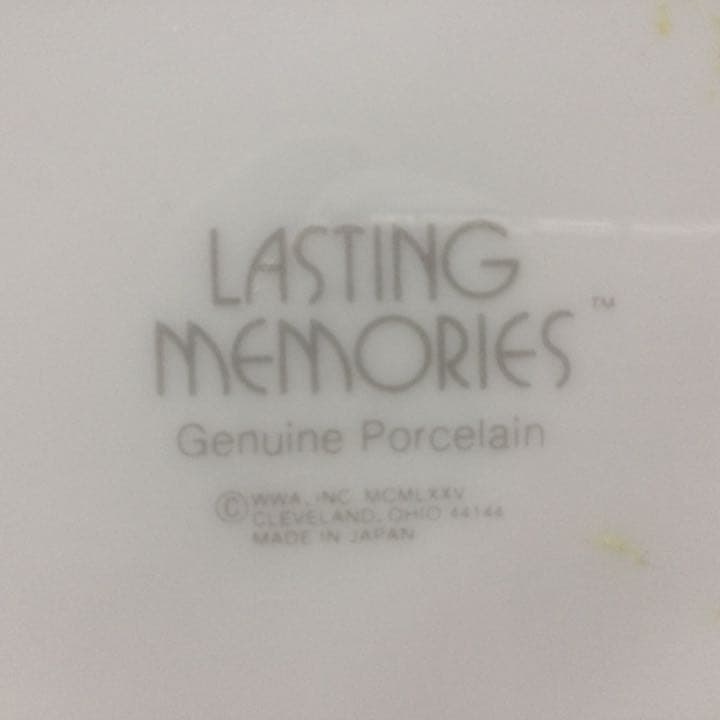 LASTING
MEMORIES™
Genuine Porcelain
© WWA, INC. MCMLXXV
CLEVELAND, OHIO 44144
MADE IN JAPAN